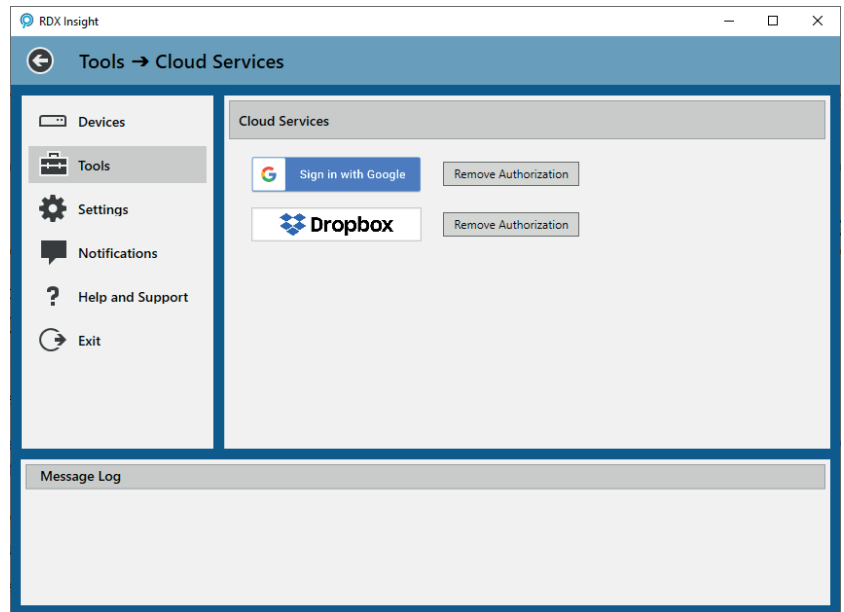 RDX Insight
Tools ➔ Cloud Services
Devices
Tools
Settings
Notifications
Help and Support
Exit
Cloud Services
Sign in with Google
Remove Authorization
Dropbox
Remove Authorization
Message Log